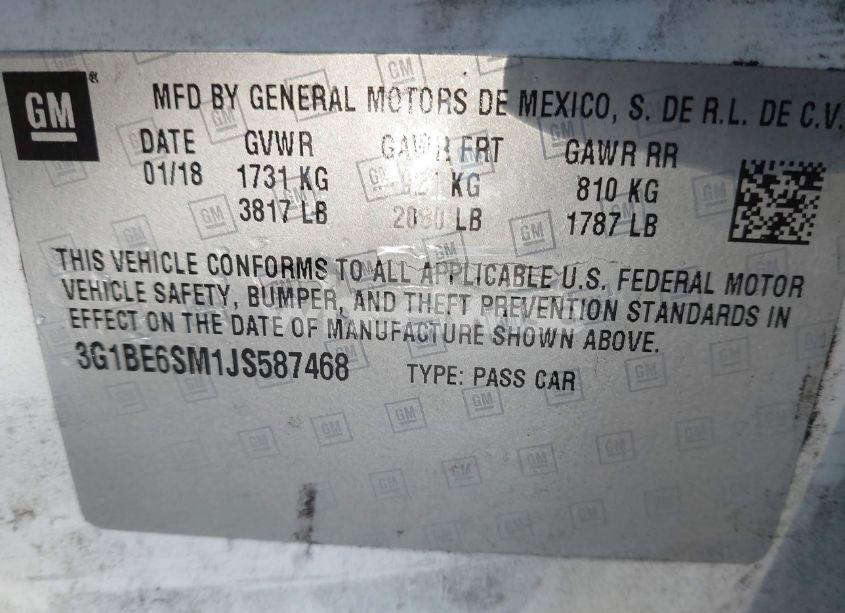 GM
MFD BY GENERAL MOTORS DE MEXICO, S. DE R.L. DE C.V.
DATE GVWR GAWR FRT GAWR RR
01/18 1731 KG KG 810 KG
3817 LB LB 1787 LB
THIS VEHICLE CONFORMS TO ALL APPLICABLE U.S. FEDERAL MOTOR
VEHICLE SAFETY, BUMPER, AND THEFT PREVENTION STANDARDS IN
EFFECT ON THE DATE OF MANUFACTURE SHOWN ABOVE.
3G1BE6SM1JS587468 TYPE: PASS CAR